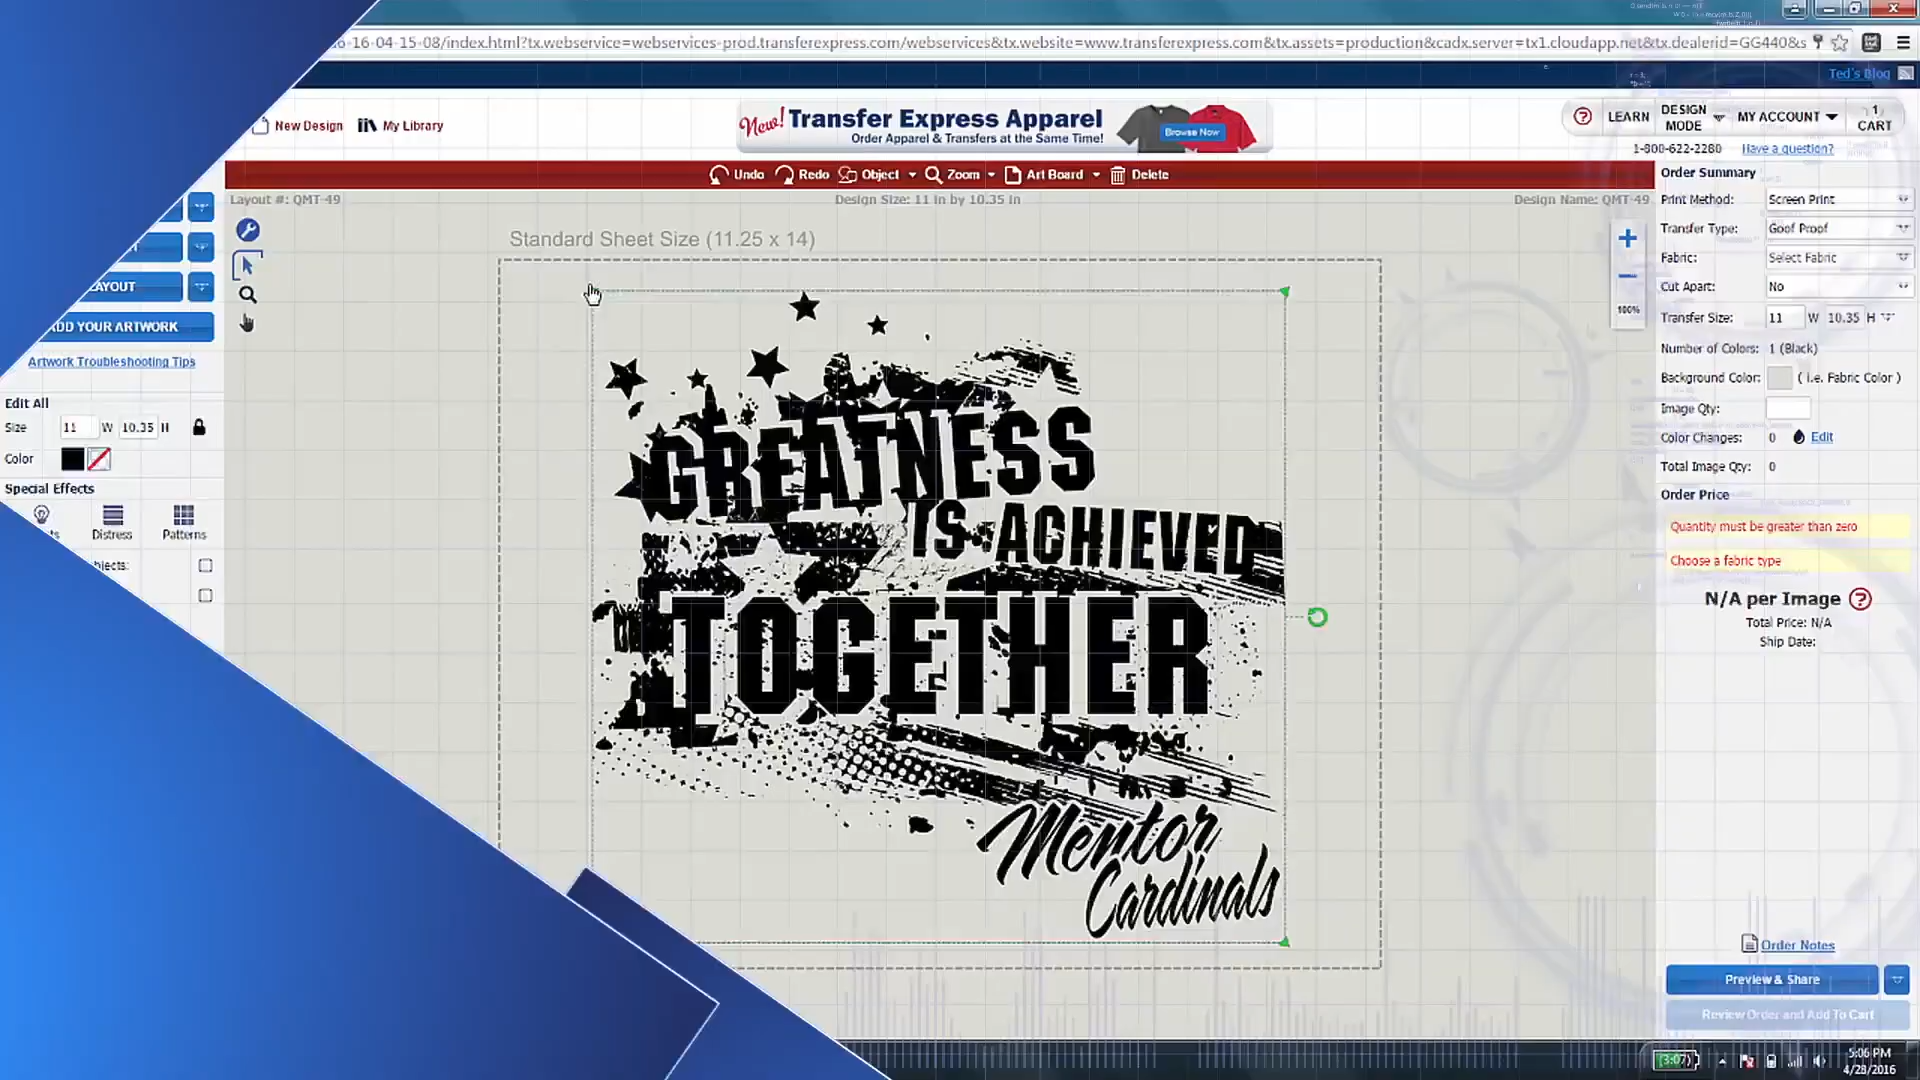 6-16-04-15-08/index.html?tx.webservice=webservices-prod.transferexpress.com/webservices&tx.website=www.transferexpress.com&tx.assets=production&cadx.server=tx1.cloudapp.net&tx.dealerid=GG440&s
Ted's Blog
New Design My Library
New! Transfer Express Apparel
Order Apparel & Transfers at the Same Time!
Browse Now
LEARN DESIGN MODE MY ACCOUNT 1 CART
1-800-622-2280 Have a question?
Undo Redo Object Zoom Art Board Delete
Layout #: QMT-49 Design Size: 11 in by 10.35 in Design Name: QMT-49
Standard Sheet Size (11.25 x 14)
AYOUT
ADD YOUR ARTWORK
Artwork Troubleshooting Tips
Edit All
Size 11 W 10.35 H
Color
Special Effects
ts Distress Patterns
bjects:
GREATNESS
IS ACHIEVED
TOGETHER
Mentor
Cardinals
100%
Order Summary
Print Method: Screen Print
Transfer Type: Goof Proof
Fabric: Select Fabric
Cut Apart: No
Transfer Size: 11 W 10.35 H
Number of Colors: 1 (Black)
Background Color: ( i.e. Fabric Color )
Image Qty:
Color Changes: 0 Edit
Total Image Qty: 0
Order Price
Quantity must be greater than zero
Choose a fabric type
N/A per Image
Total Price: N/A
Ship Date:
Order Notes
Preview & Share
Review Order and Add To Cart
(3:07)
5:06 PM
4/28/2016